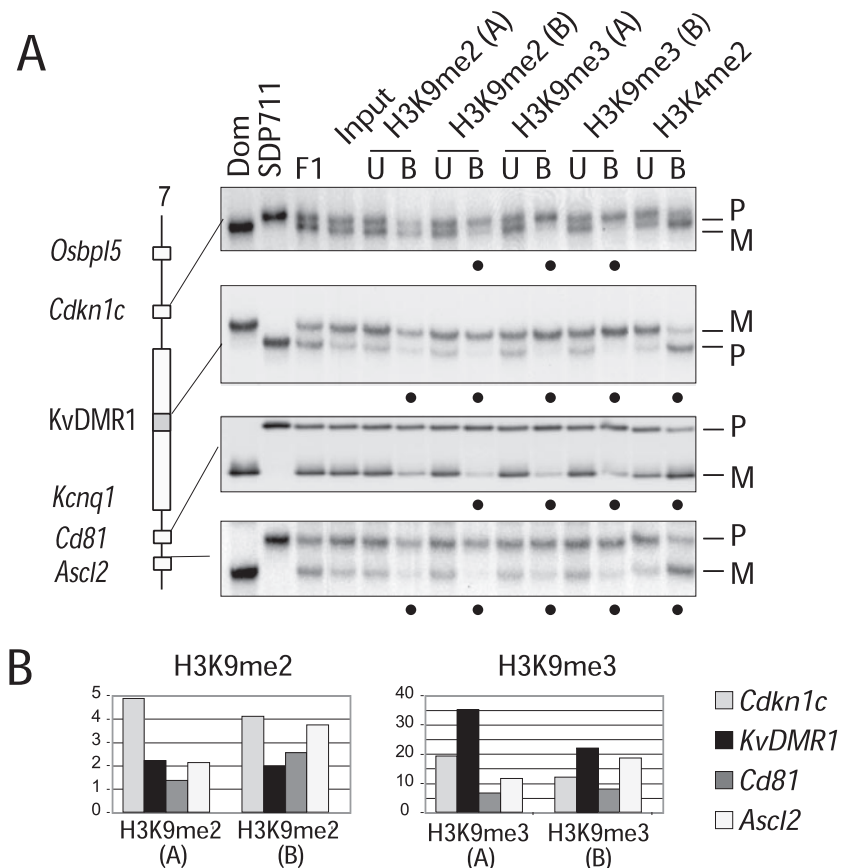 A
H3K9me2 (A)
H3K9me2 (B)
H3K9me3 (A)
H3K9me3 (B)
H3K4me2
Dom
SDP711
F1
Input
U B U B U B U B U B
7
P
M
Osbpl5
Cdkn1c
M
P
KvDMR1
P
M
Kcnq1
Cd81
P
Ascl2
M
B
H3K9me2
H3K9me3
5
4
3
2
1
0
40
30
20
10
0
Cdkn1c
KvDMR1
Cd81
Ascl2
H3K9me2 H3K9me2 H3K9me3 H3K9me3
(A) (B) (A) (B)